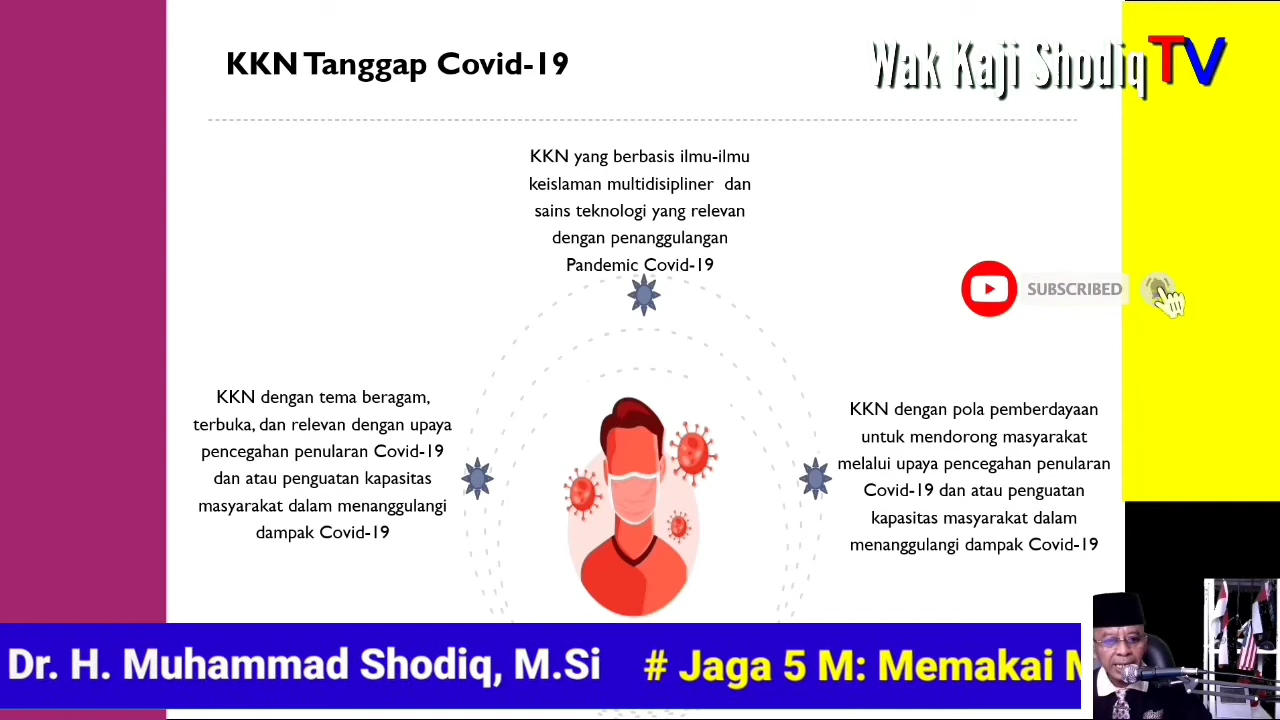 KKN Tanggap Covid-19
Wak Kaji Shodiq TV
KKN yang berbasis ilmu-ilmu
keislaman multidisipliner dan
sains teknologi yang relevan
dengan penanggulangan
Pandemic Covid-19
SUBSCRIBED
KKN dengan tema beragam,
terbuka, dan relevan dengan upaya
pencegahan penularan Covid-19
dan atau penguatan kapasitas
masyarakat dalam menanggulangi
dampak Covid-19
KKN dengan pola pemberdayaan
untuk mendorong masyarakat
melalui upaya pencegahan penularan
Covid-19 dan atau penguatan
kapasitas masyarakat dalam
menanggulangi dampak Covid-19
Dr. H. Muhammad Shodiq, M.Si # Jaga 5 M: Memakai